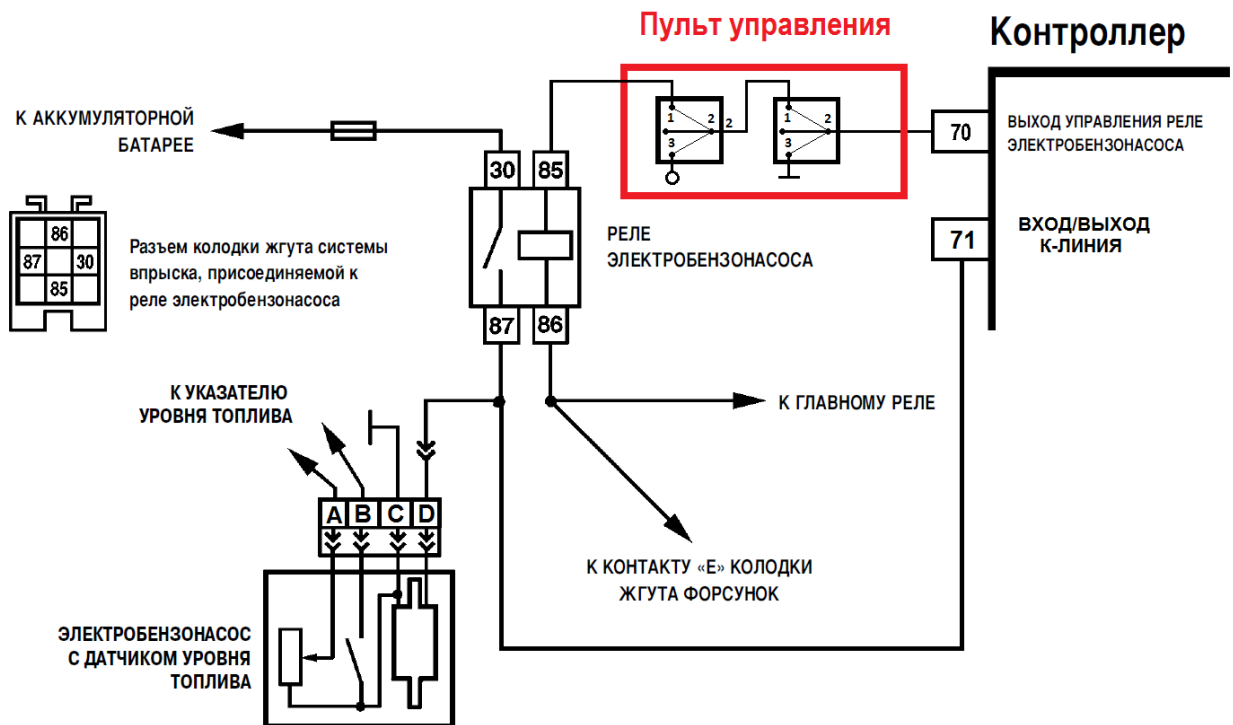 Пульт управления
Контроллер
К АККУМУЛЯТОРНОЙ
БАТАРЕЕ
1
2
3
2
1
2
3
70
ВЫХОД УПРАВЛЕНИЯ РЕЛЕ
ЭЛЕКТРОБЕНЗОНАСОСА
30
85
86
87
30
85
Разъем колодки жгута системы
впрыска, присоединяемой к
реле электробензонасоса
РЕЛЕ
ЭЛЕКТРОБЕНЗОНАСОСА
71
ВХОД/ВЫХОД
К-ЛИНИЯ
87
86
К УКАЗАТЕЛЮ
УРОВНЯ ТОПЛИВА
К ГЛАВНОМУ РЕЛЕ
A B C D
К КОНТАКТУ «Е» КОЛОДКИ
ЖГУТА ФОРСУНОК
ЭЛЕКТРОБЕНЗОНАСОС
С ДАТЧИКОМ УРОВНЯ
ТОПЛИВА